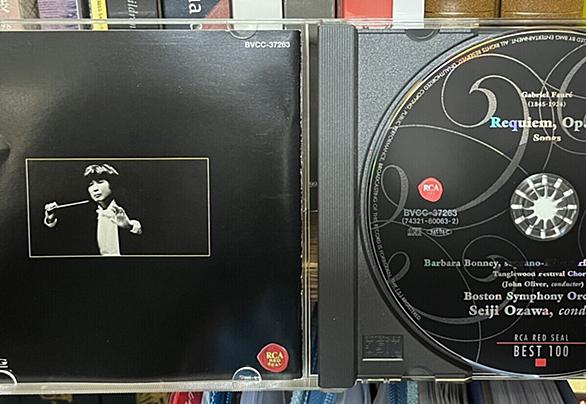 BVCC-37263
RCA
RED
SEAL
Gabriel Fauré
(1845-1924)
Requiem, Op.
Songs
RCA
BVCC-37263
(74321-80063-2)
Barbara Bonney,
Tanglewood Festival Chor
(John Oliver, conductor)
Boston Symphony Or
Seiji Ozawa, cond
RCA RED SEAL
BEST 100